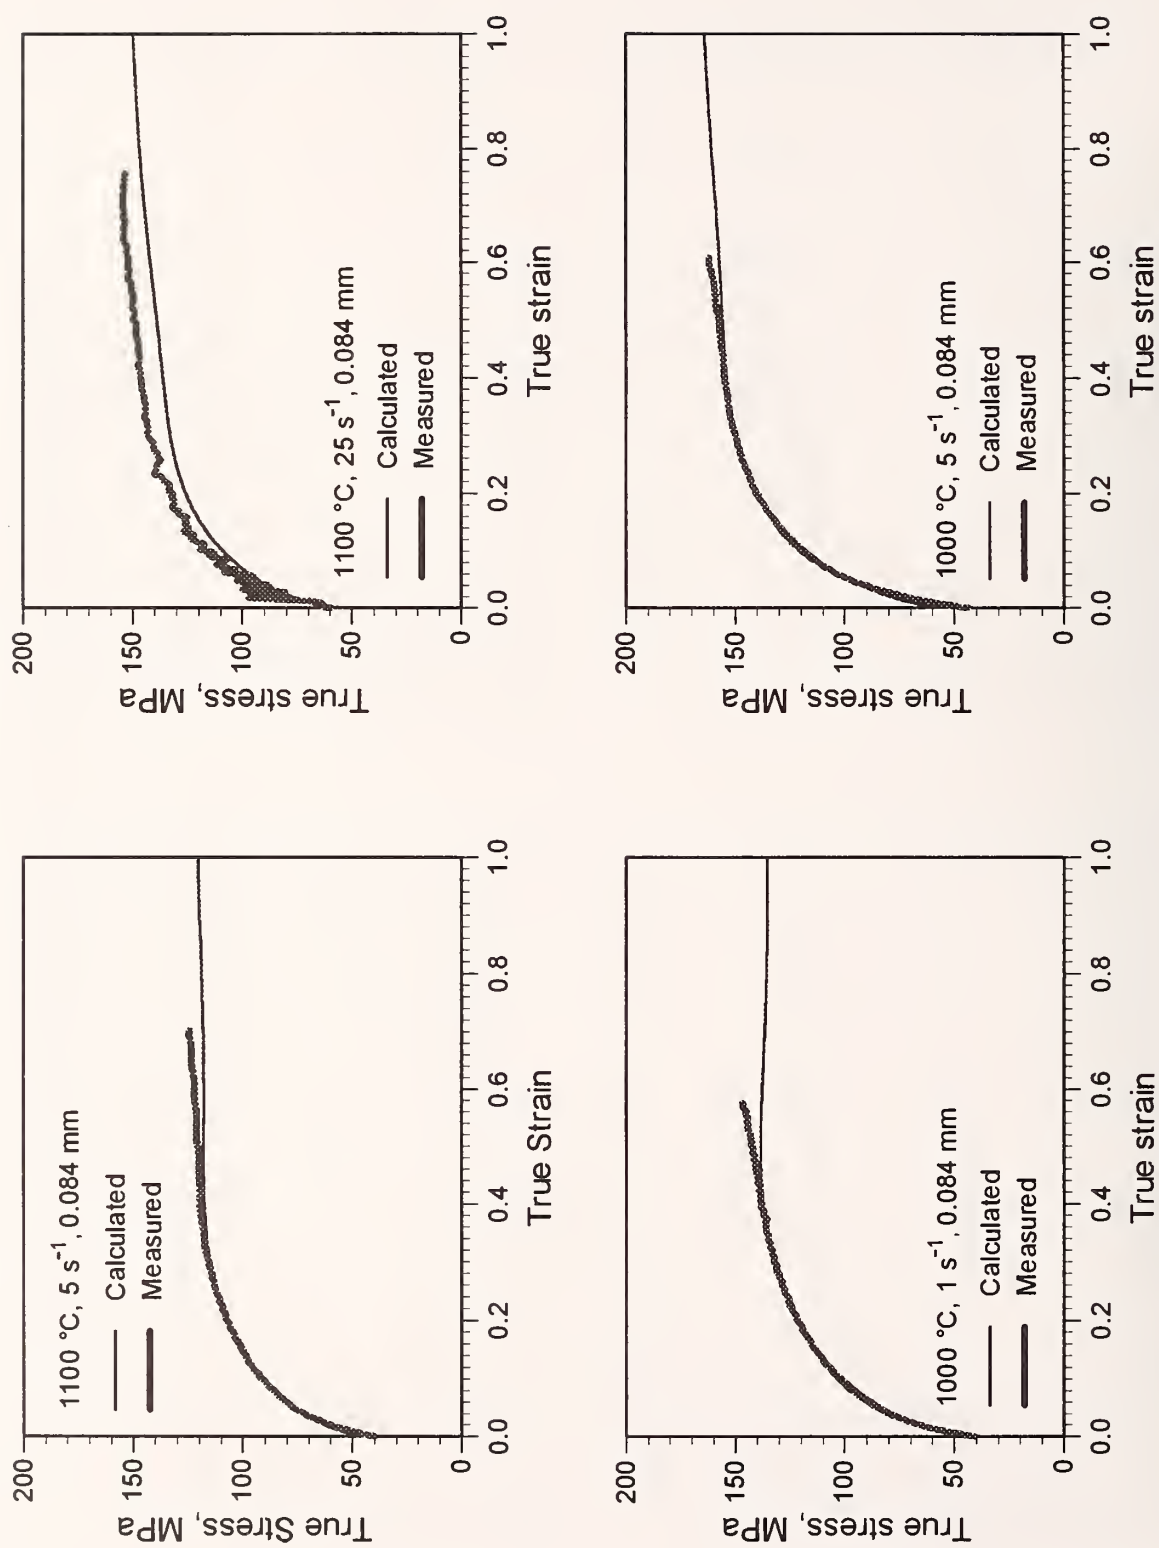 True Stress, MPa
200
150
100
50
0
1100 °C, 5 s⁻¹, 0.084 mm
Calculated
Measured
0.0 0.2 0.4 0.6 0.8 1.0
True Strain
True stress, MPa
200
150
100
50
0
1100 °C, 25 s⁻¹, 0.084 mm
Calculated
Measured
0.0 0.2 0.4 0.6 0.8 1.0
True strain
True stress, MPa
200
150
100
50
0
1000 °C, 1 s⁻¹, 0.084 mm
Calculated
Measured
0.0 0.2 0.4 0.6 0.8 1.0
True strain
True stress, MPa
200
150
100
50
0
1000 °C, 5 s⁻¹, 0.084 mm
Calculated
Measured
0.0 0.2 0.4 0.6 0.8 1.0
True strain